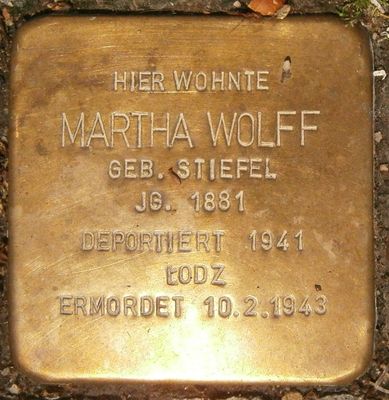 HIER WOHNTE
MARTHA WOLFF
GEB. STIEFEL
JG. 1881
DEPORTIERT 1941
ŁODZ
ERMORDET 10.2.1943